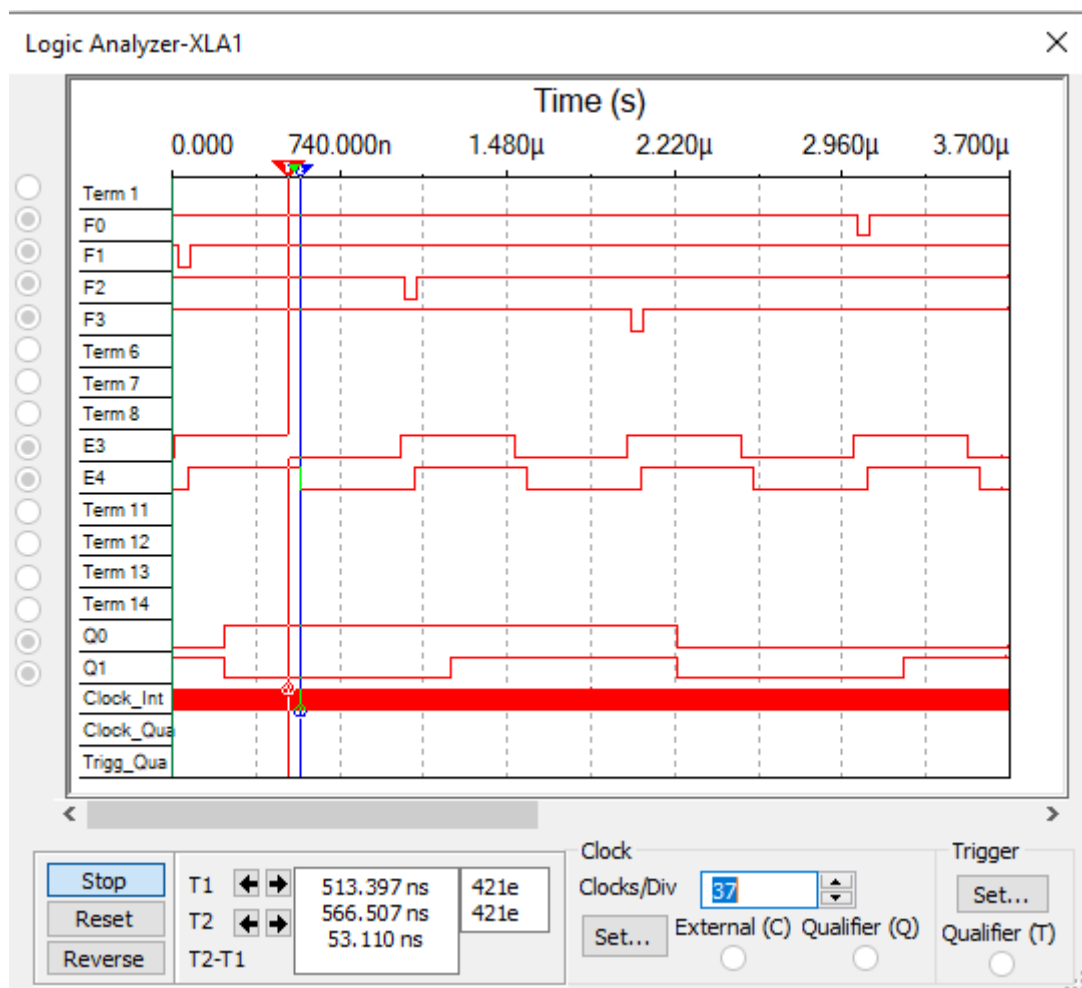 Logic Analyzer-XLA1
Time (s)
0.000 740.000n 1.480µ 2.220µ 2.960µ 3.700µ
Term 1
F0
F1
F2
F3
Term 6
Term 7
Term 8
E3
E4
Term 11
Term 12
Term 13
Term 14
Q0
Q1
Clock_Int
Clock_Qua
Trigg_Qua
Stop
Reset
Reverse
T1 513.397 ns 421e
T2 566.507 ns 421e
T2-T1 53.110 ns
Clock
Clocks/Div 37
Set... External (C) Qualifier (Q)
Trigger
Set...
Qualifier (T)